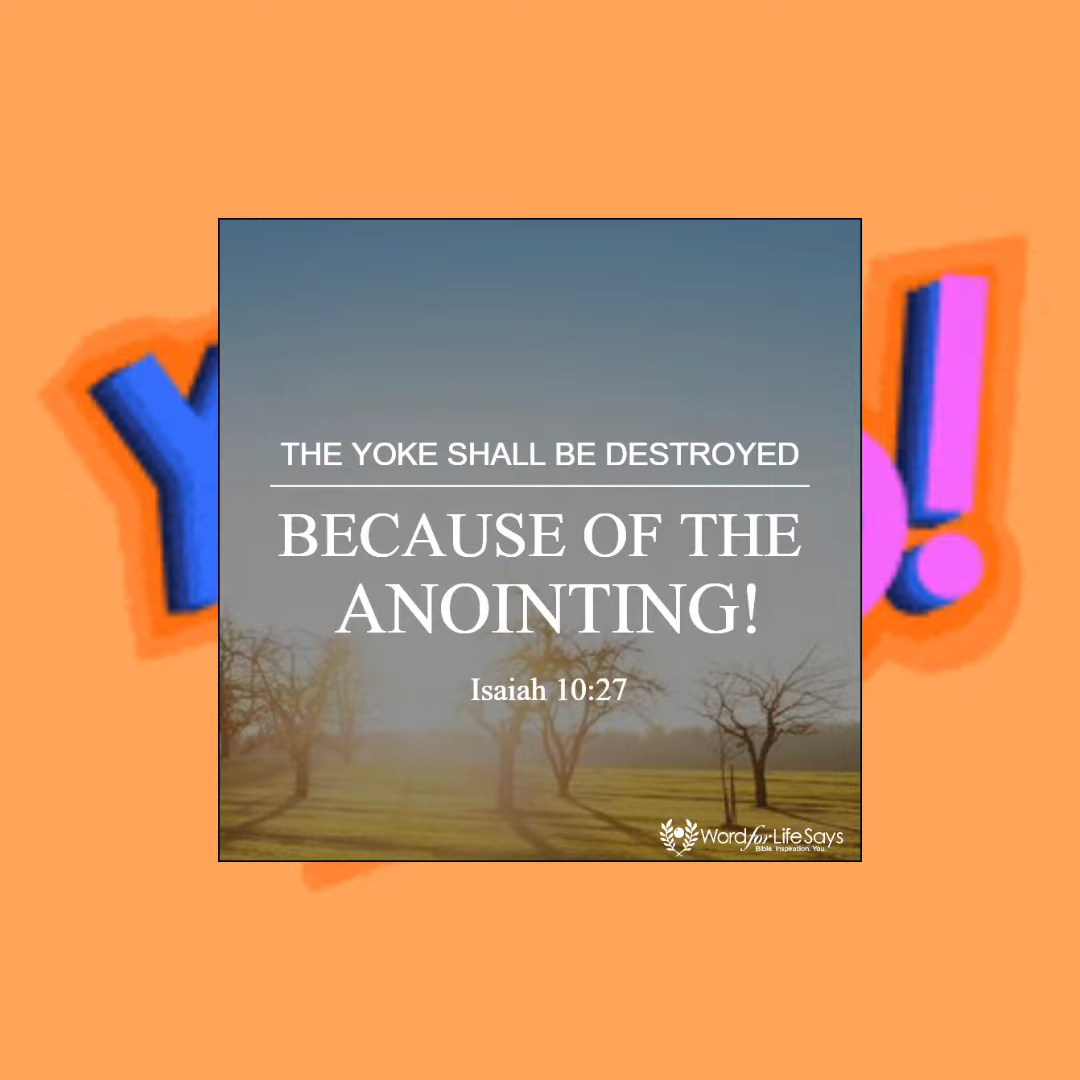 THE YOKE SHALL BE DESTROYED
BECAUSE OF THE
ANOINTING!
Isaiah 10:27
WordforLifeSays
Bible. Inspiration. You.
Y
!